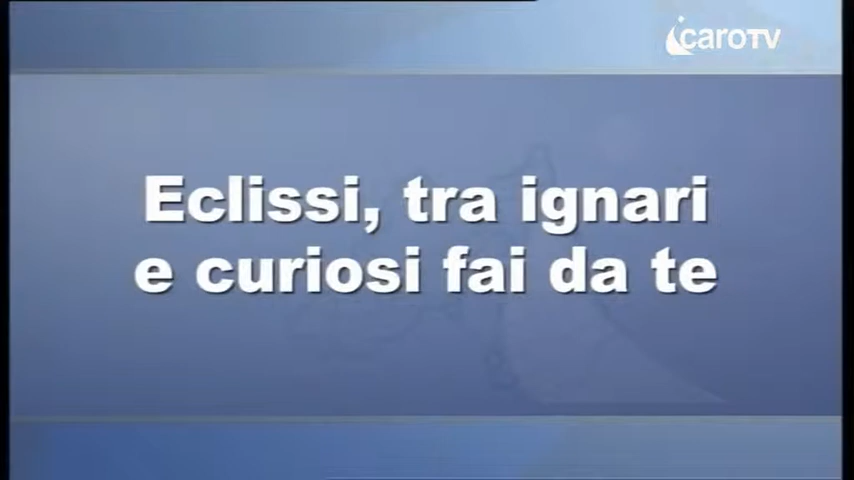 icaroTV
Eclissi, tra ignari
e curiosi fai da te